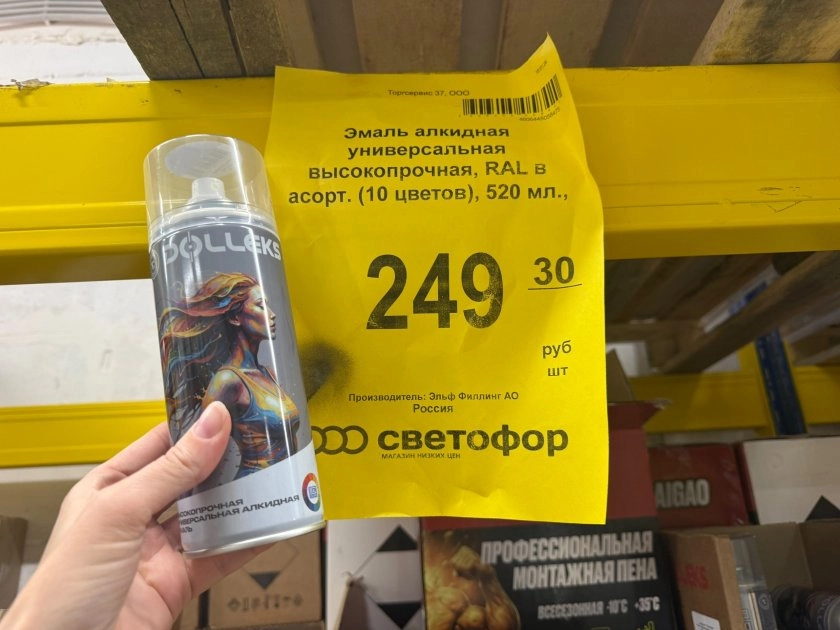 Торгсервис 37, ООО
Эмаль алкидная
универсальная
высокопрочная, RAL в
асорт. (10 цветов), 520 мл.,
249 30
руб
шт
Производитель: Эльф Филлинг АО
Россия
светофор
МАГАЗИН НИЗКИХ ЦЕН
DOLLEKS
ВЫСОКОПРОЧНАЯ
УНИВЕРСАЛЬНАЯ АЛКИДНАЯ
ЭМАЛЬ
AIGAO
ПРОФЕССИОНАЛЬНАЯ
МОНТАЖНАЯ ПЕНА
ВСЕСЕЗОННАЯ -10°C +35°C